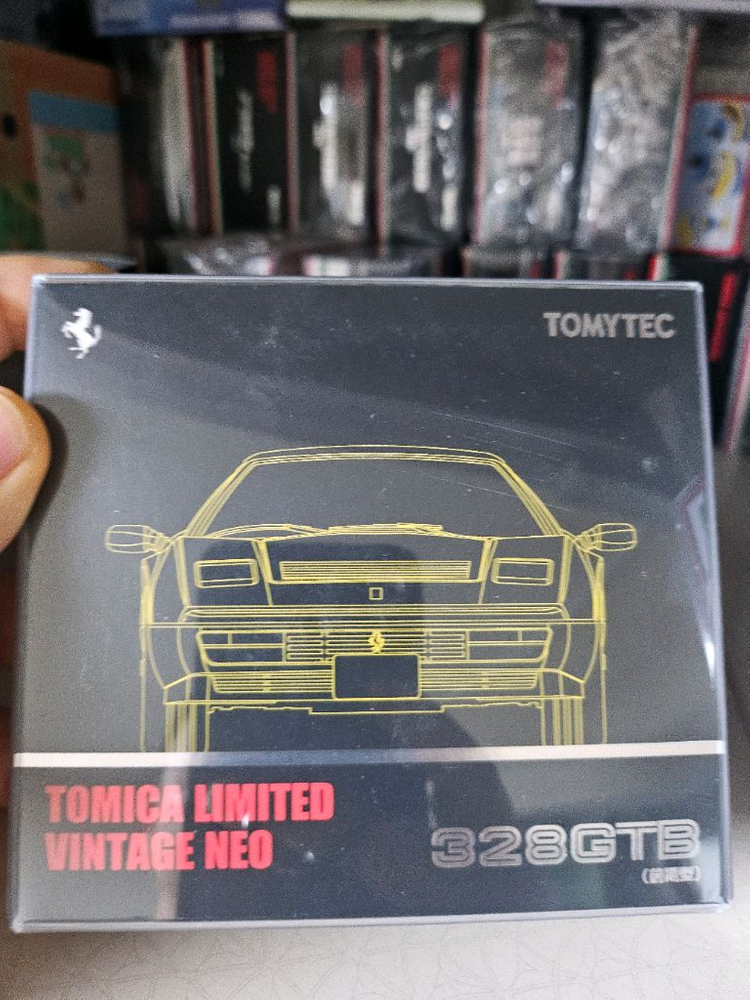 TOMYTEC
TOMICA LIMITED
VINTAGE NEO
328GTB